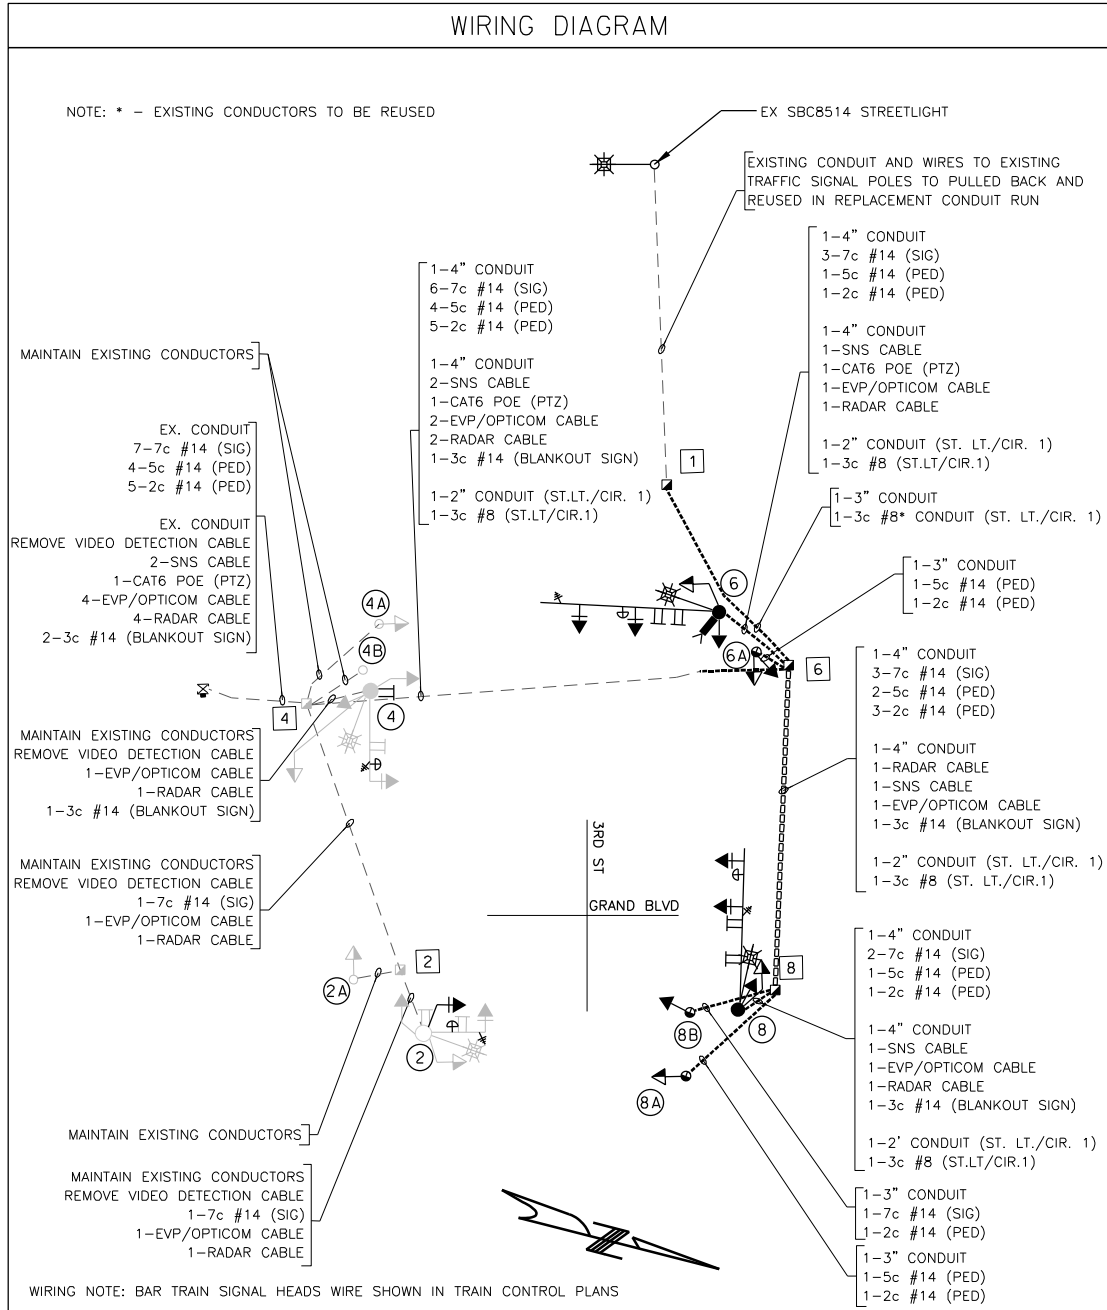 WIRING DIAGRAM
NOTE: * - EXISTING CONDUCTORS TO BE REUSED
EX SBC8514 STREETLIGHT
EXISTING CONDUIT AND WIRES TO EXISTING
TRAFFIC SIGNAL POLES TO PULLED BACK AND
REUSED IN REPLACEMENT CONDUIT RUN
1-4" CONDUIT
3-7c #14 (SIG)
1-5c #14 (PED)
1-2c #14 (PED)
1-4" CONDUIT
1-SNS CABLE
1-CAT6 POE (PTZ)
1-EVP/OPTICOM CABLE
1-RADAR CABLE
1-2" CONDUIT (ST. LT./CIR. 1)
1-3c #8 (ST.LT/CIR.1)
1-4" CONDUIT
6-7c #14 (SIG)
4-5c #14 (PED)
5-2c #14 (PED)
1-4" CONDUIT
2-SNS CABLE
1-CAT6 POE (PTZ)
2-EVP/OPTICOM CABLE
2-RADAR CABLE
1-3c #14 (BLANKOUT SIGN)
1-2" CONDUIT (ST.LT./CIR. 1)
1-3c #8 (ST.LT/CIR.1)
MAINTAIN EXISTING CONDUCTORS
EX. CONDUIT
7-7c #14 (SIG)
4-5c #14 (PED)
5-2c #14 (PED)
EX. CONDUIT
REMOVE VIDEO DETECTION CABLE
2-SNS CABLE
1-CAT6 POE (PTZ)
4-EVP/OPTICOM CABLE
4-RADAR CABLE
2-3c #14 (BLANKOUT SIGN)
1
1-3" CONDUIT
1-3c #8* CONDUIT (ST. LT./CIR. 1)
6
1-3" CONDUIT
1-5c #14 (PED)
1-2c #14 (PED)
4A
4B
6A
6
4
4
1-4" CONDUIT
3-7c #14 (SIG)
2-5c #14 (PED)
3-2c #14 (PED)
1-4" CONDUIT
1-RADAR CABLE
1-SNS CABLE
1-EVP/OPTICOM CABLE
1-3c #14 (BLANKOUT SIGN)
1-2" CONDUIT (ST. LT./CIR. 1)
1-3c #8 (ST. LT./CIR.1)
MAINTAIN EXISTING CONDUCTORS
REMOVE VIDEO DETECTION CABLE
1-EVP/OPTICOM CABLE
1-RADAR CABLE
1-3c #14 (BLANKOUT SIGN)
MAINTAIN EXISTING CONDUCTORS
REMOVE VIDEO DETECTION CABLE
1-7c #14 (SIG)
1-EVP/OPTICOM CABLE
1-RADAR CABLE
3RD ST
GRAND BLVD
2
2A
2
8
8
8B
8A
1-4" CONDUIT
2-7c #14 (SIG)
1-5c #14 (PED)
1-2c #14 (PED)
1-4" CONDUIT
1-SNS CABLE
1-EVP/OPTICOM CABLE
1-RADAR CABLE
1-3c #14 (BLANKOUT SIGN)
1-2' CONDUIT (ST. LT./CIR. 1)
1-3c #8 (ST.LT/CIR.1)
MAINTAIN EXISTING CONDUCTORS
MAINTAIN EXISTING CONDUCTORS
REMOVE VIDEO DETECTION CABLE
1-7c #14 (SIG)
1-EVP/OPTICOM CABLE
1-RADAR CABLE
1-3" CONDUIT
1-7c #14 (SIG)
1-2c #14 (PED)
1-3" CONDUIT
1-5c #14 (PED)
1-2c #14 (PED)
WIRING NOTE: BAR TRAIN SIGNAL HEADS WIRE SHOWN IN TRAIN CONTROL PLANS